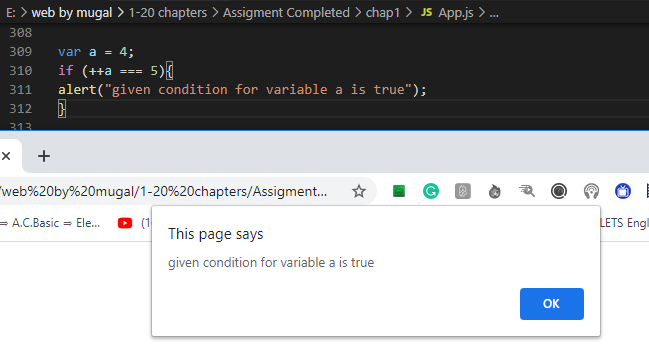 E: > web by mugal > 1-20 chapters > Assigment Completed > chap1 > JS App.js > ...
308
309 var a = 4;
310 if (++a === 5){
311 alert("given condition for variable a is true");
312 }
313
/web%20by%20mugal/1-20%20chapters/Assigment...
⇒ A.C.Basic ⇒ Ele...
(1
LETS Engl
This page says
given condition for variable a is true
OK